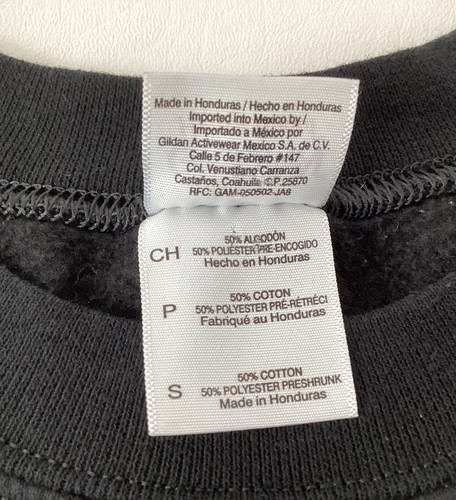 Made in Honduras / Hecho en Honduras
Imported into Mexico by /
Importado a México por
Gildan Activewear Mexico S.A. de C.V.
Calle 5 de Febrero #147
Col. Venustiano Carranza
Castaños, Coahuila C.P.25870
RFC: GAM-050502-JA8
50% ALGODÓN
CH 50% POLIÉSTER PRE-ENCOGIDO
Hecho en Honduras
50% COTON
P 50% POLYESTER PRÉ-RÉTRÉCI
Fabriqué au Honduras
50% COTTON
S 50% POLYESTER PRESHRUNK
Made in Honduras